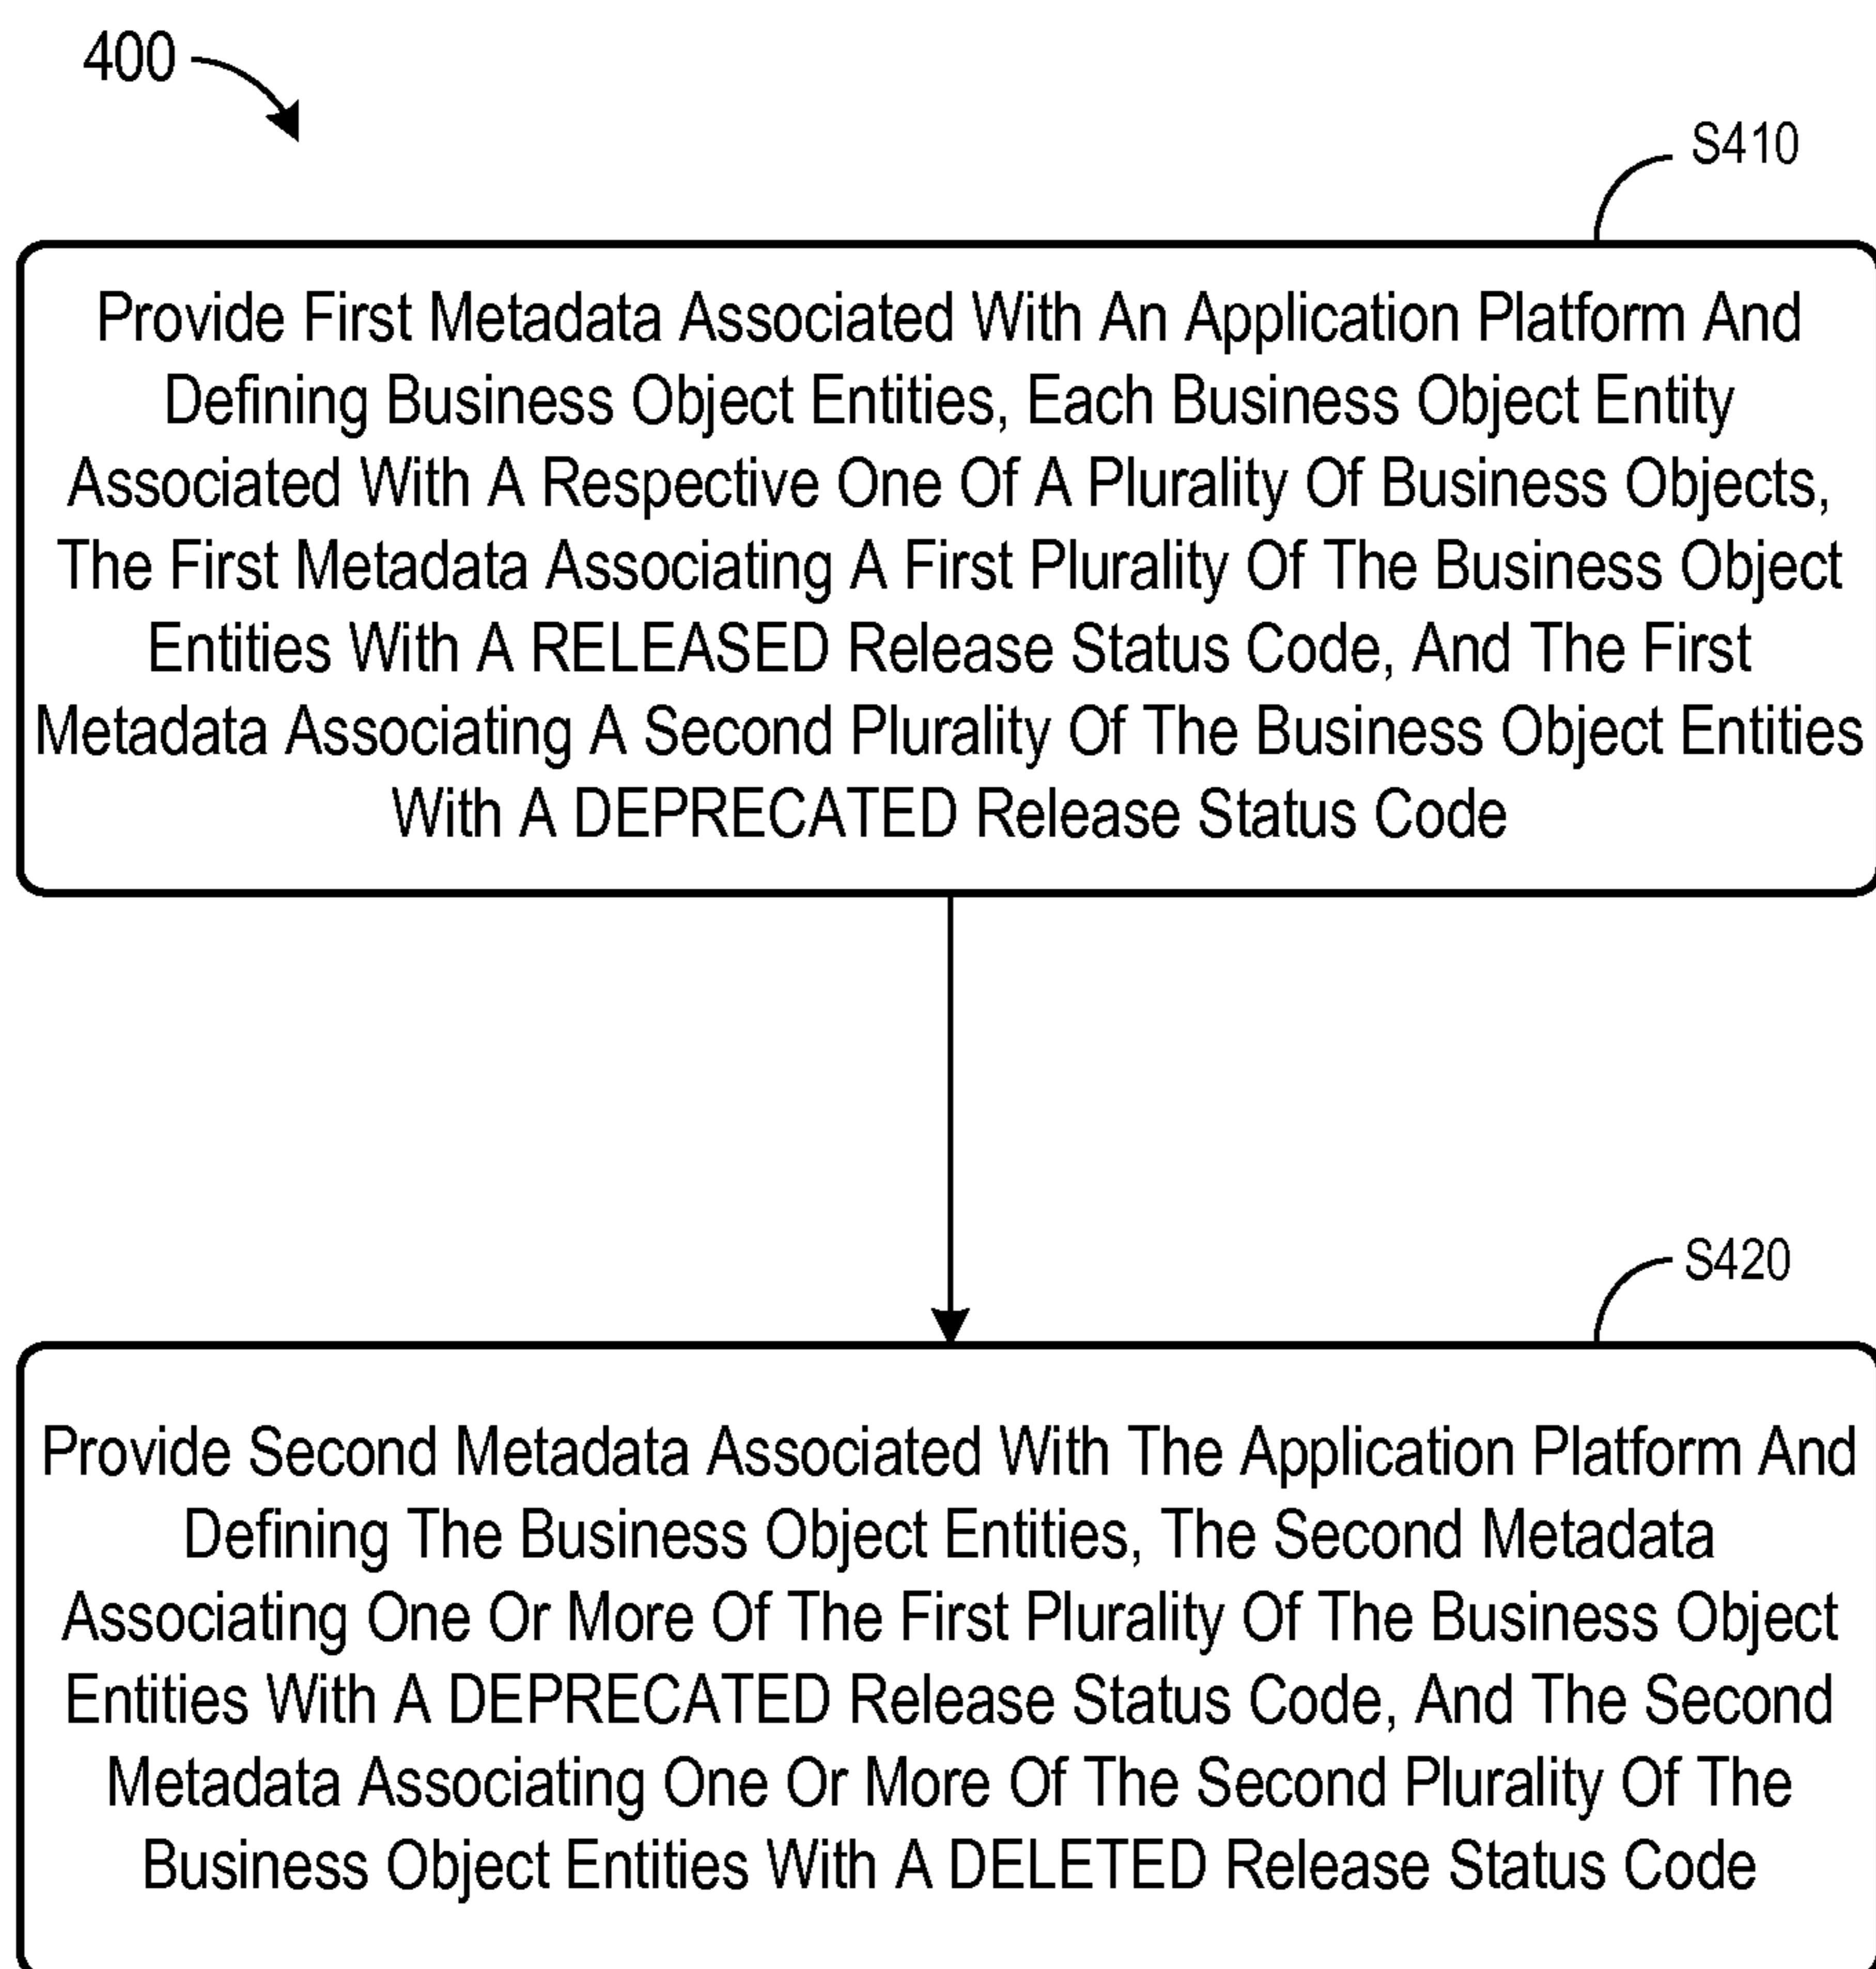 400
S410
Provide First Metadata Associated With An Application Platform And
Defining Business Object Entities, Each Business Object Entity
Associated With A Respective One Of A Plurality Of Business Objects,
The First Metadata Associating A First Plurality Of The Business Object
Entities With A RELEASED Release Status Code, And The First
Metadata Associating A Second Plurality Of The Business Object Entities
With A DEPRECATED Release Status Code
S420
Provide Second Metadata Associated With The Application Platform And
Defining The Business Object Entities, The Second Metadata
Associating One Or More Of The First Plurality Of The Business Object
Entities With A DEPRECATED Release Status Code, And The Second
Metadata Associating One Or More Of The Second Plurality Of The
Business Object Entities With A DELETED Release Status Code